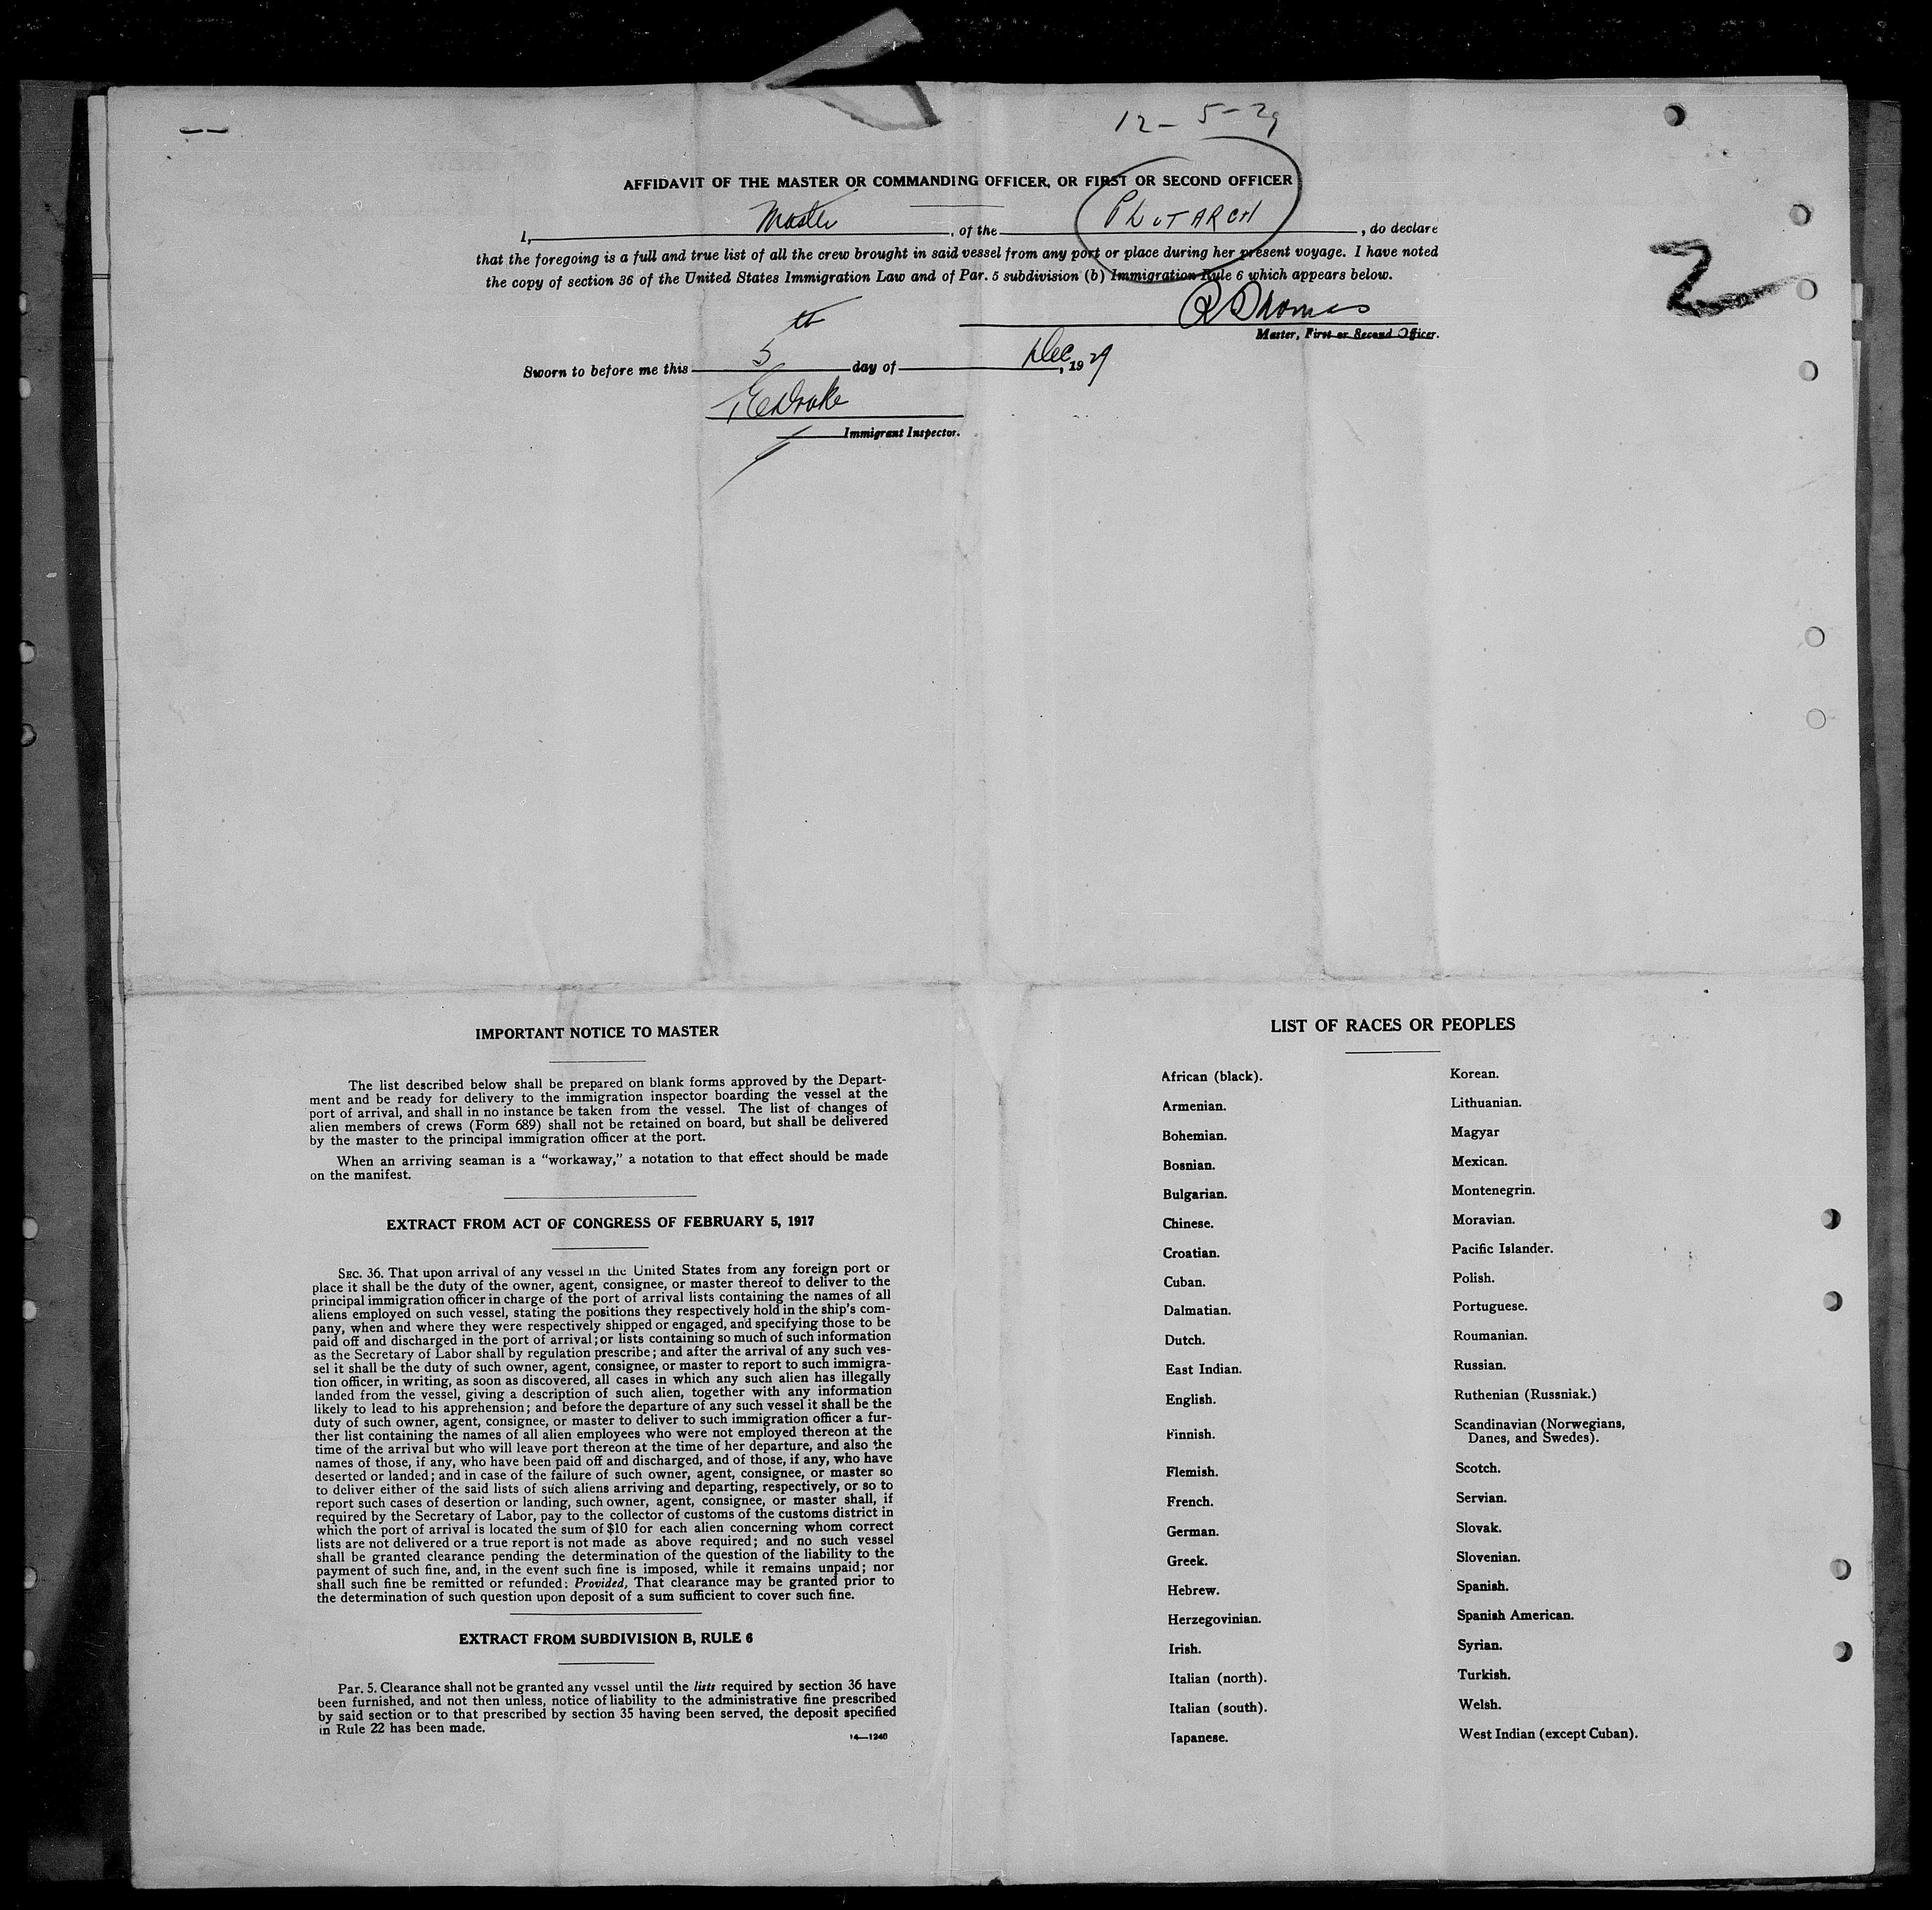 12-5-29
AFFIDAVIT OF THE MASTER OR COMMANDING OFFICER, OR FIRST OR SECOND OFFICER
I, Master, of the PLUTARCH, do declare
that the foregoing is a full and true list of all the crew brought in said vessel from any port or place during her present voyage. I have noted
the copy of section 36 of the United States Immigration Law and of Par. 5 subdivision (b) Immigration Rule 6 which appears below.
2
R Thomas
Master, First or Second Officer.
Sworn to before me this 5th day of Dec, 1929
Drake
Immigrant Inspector.
IMPORTANT NOTICE TO MASTER
The list described below shall be prepared on blank forms approved by the Depart-
ment and be ready for delivery to the immigration inspector boarding the vessel at the
port of arrival, and shall in no instance be taken from the vessel. The list of changes of
alien members of crews (Form 689) shall not be retained on board, but shall be delivered
by the master to the principal immigration officer at the port.
When an arriving seaman is a "workaway," a notation to that effect should be made
on the manifest.
EXTRACT FROM ACT OF CONGRESS OF FEBRUARY 5, 1917
SEC. 36. That upon arrival of any vessel in the United States from any foreign port or
place it shall be the duty of the owner, agent, consignee, or master thereof to deliver to the
principal immigration officer in charge of the port of arrival lists containing the names of all
aliens employed on such vessel, stating the positions they respectively hold in the ship's com-
pany, when and where they were respectively shipped or engaged, and specifying those to be
paid off and discharged in the port of arrival; or lists containing so much of such information
as the Secretary of Labor shall by regulation prescribe; and after the arrival of any such ves-
sel it shall be the duty of such owner, agent, consignee, or master to report to such immigra-
tion officer, in writing, as soon as discovered, all cases in which any such alien has illegally
landed from the vessel, giving a description of such alien, together with any information
likely to lead to his apprehension; and before the departure of any such vessel it shall be the
duty of such owner, agent, consignee, or master to deliver to such immigration officer a fur-
ther list containing the names of all alien employees who were not employed thereon at the
time of the arrival but who will leave port thereon at the time of her departure, and also the
names of those, if any, who have been paid off and discharged, and of those, if any, who have
deserted or landed; and in case of the failure of such owner, agent, consignee, or master so
to deliver either of the said lists of such aliens arriving and departing, respectively, or so to
report such cases of desertion or landing, such owner, agent, consignee, or master shall, if
required by the Secretary of Labor, pay to the collector of customs of the customs district in
which the port of arrival is located the sum of $10 for each alien concerning whom correct
lists are not delivered or a true report is not made as above required; and no such vessel
shall be granted clearance pending the determination of the question of the liability to the
payment of such fine, and, in the event such fine is imposed, while it remains unpaid; nor
shall such fine be remitted or refunded: Provided, That clearance may be granted prior to
the determination of such question upon deposit of a sum sufficient to cover such fine.
EXTRACT FROM SUBDIVISION B, RULE 6
Par. 5. Clearance shall not be granted any vessel until the lists required by section 36 have
been furnished, and not then unless, notice of liability to the administrative fine prescribed
by said section or to that prescribed by section 35 having been served, the deposit specified
in Rule 22 has been made.
14—1240
LIST OF RACES OR PEOPLES
African (black).
Armenian.
Bohemian.
Bosnian.
Bulgarian.
Chinese.
Croatian.
Cuban.
Dalmatian.
Dutch.
East Indian.
English.
Finnish.
Flemish.
French.
German.
Greek.
Hebrew.
Herzegovinian.
Irish.
Italian (north).
Italian (south).
Japanese.
Korean.
Lithuanian.
Magyar
Mexican.
Montenegrin.
Moravian.
Pacific Islander.
Polish.
Portuguese.
Roumanian.
Russian.
Ruthenian (Russniak.)
Scandinavian (Norwegians,
Danes, and Swedes).
Scotch.
Servian.
Slovak.
Slovenian.
Spanish.
Spanish American.
Syrian.
Turkish.
Welsh.
West Indian (except Cuban).